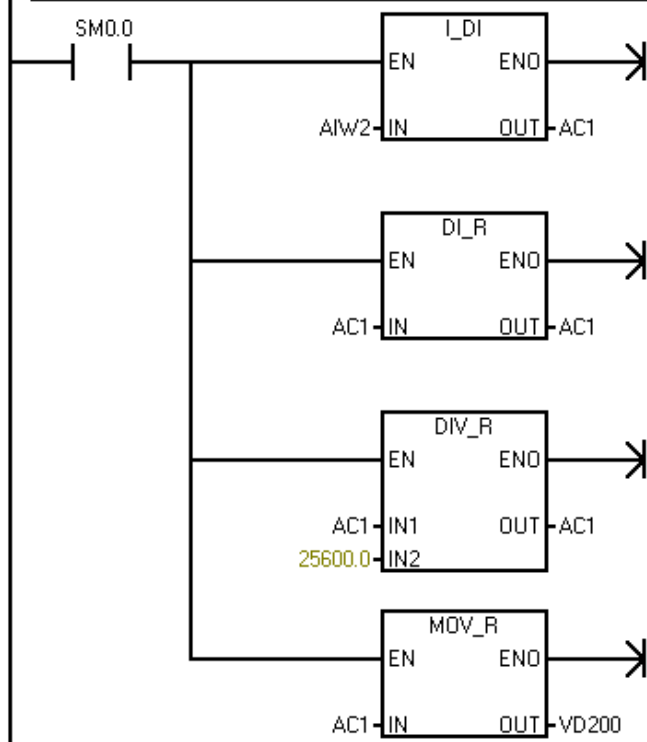 SM0.0
I_DI
EN ENO
AIW2 IN OUT AC1
DI_R
EN ENO
AC1 IN OUT AC1
DIV_R
EN ENO
AC1 IN1 OUT AC1
25600.0 IN2
MOV_R
EN ENO
AC1 IN OUT VD200